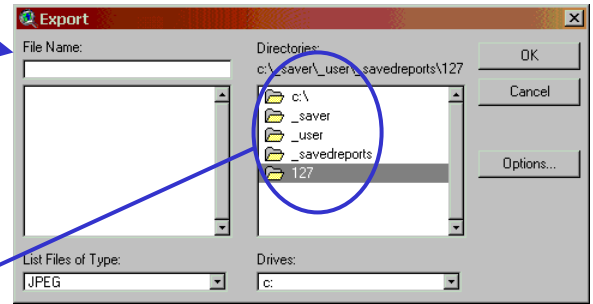 Export
File Name:
Directories:
c:\_saver\_user\_savedreports\127
OK
Cancel
Options...
c:\
_saver
_user
_savedreports
127
List Files of Type:
JPEG
Drives:
c: